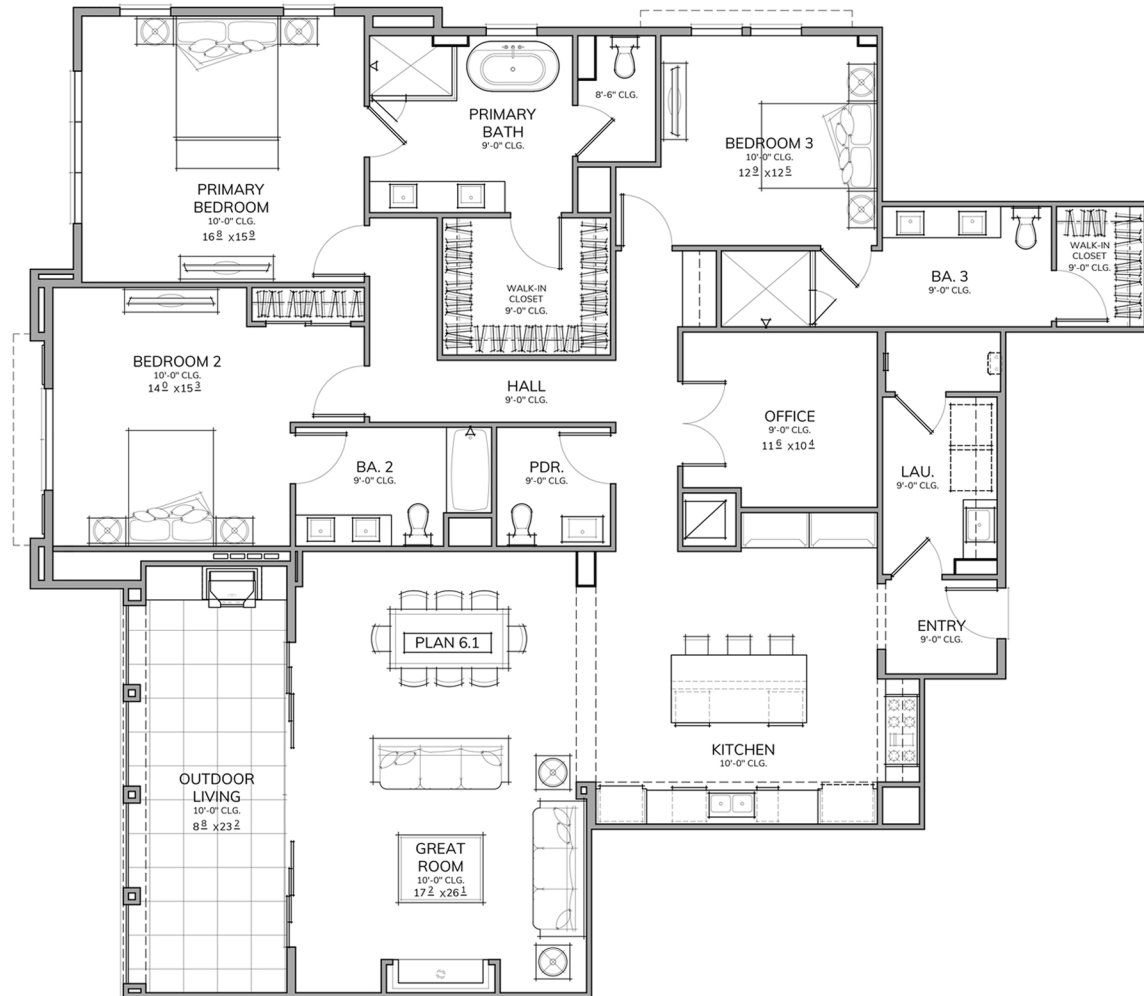 8'-6" CLG.
PRIMARY
BATH
9'-0" CLG.
BEDROOM 3
10'-0" CLG.
12 9 x12 5
PRIMARY
BEDROOM
10'-0" CLG.
16 8 x15 9
WALK-IN
CLOSET
9'-0" CLG.
BA. 3
9'-0" CLG.
WALK-IN
CLOSET
9'-0" CLG.
BEDROOM 2
10'-0" CLG.
14 0 x15 3
HALL
9'-0" CLG.
OFFICE
9'-0" CLG.
11 6 x10 4
BA. 2
9'-0" CLG.
PDR.
9'-0" CLG.
LAU.
9'-0" CLG.
ENTRY
9'-0" CLG.
PLAN 6.1
KITCHEN
10'-0" CLG.
OUTDOOR
LIVING
10'-0" CLG.
8 8 x23 2
GREAT
ROOM
10'-0" CLG.
17 2 x26 1